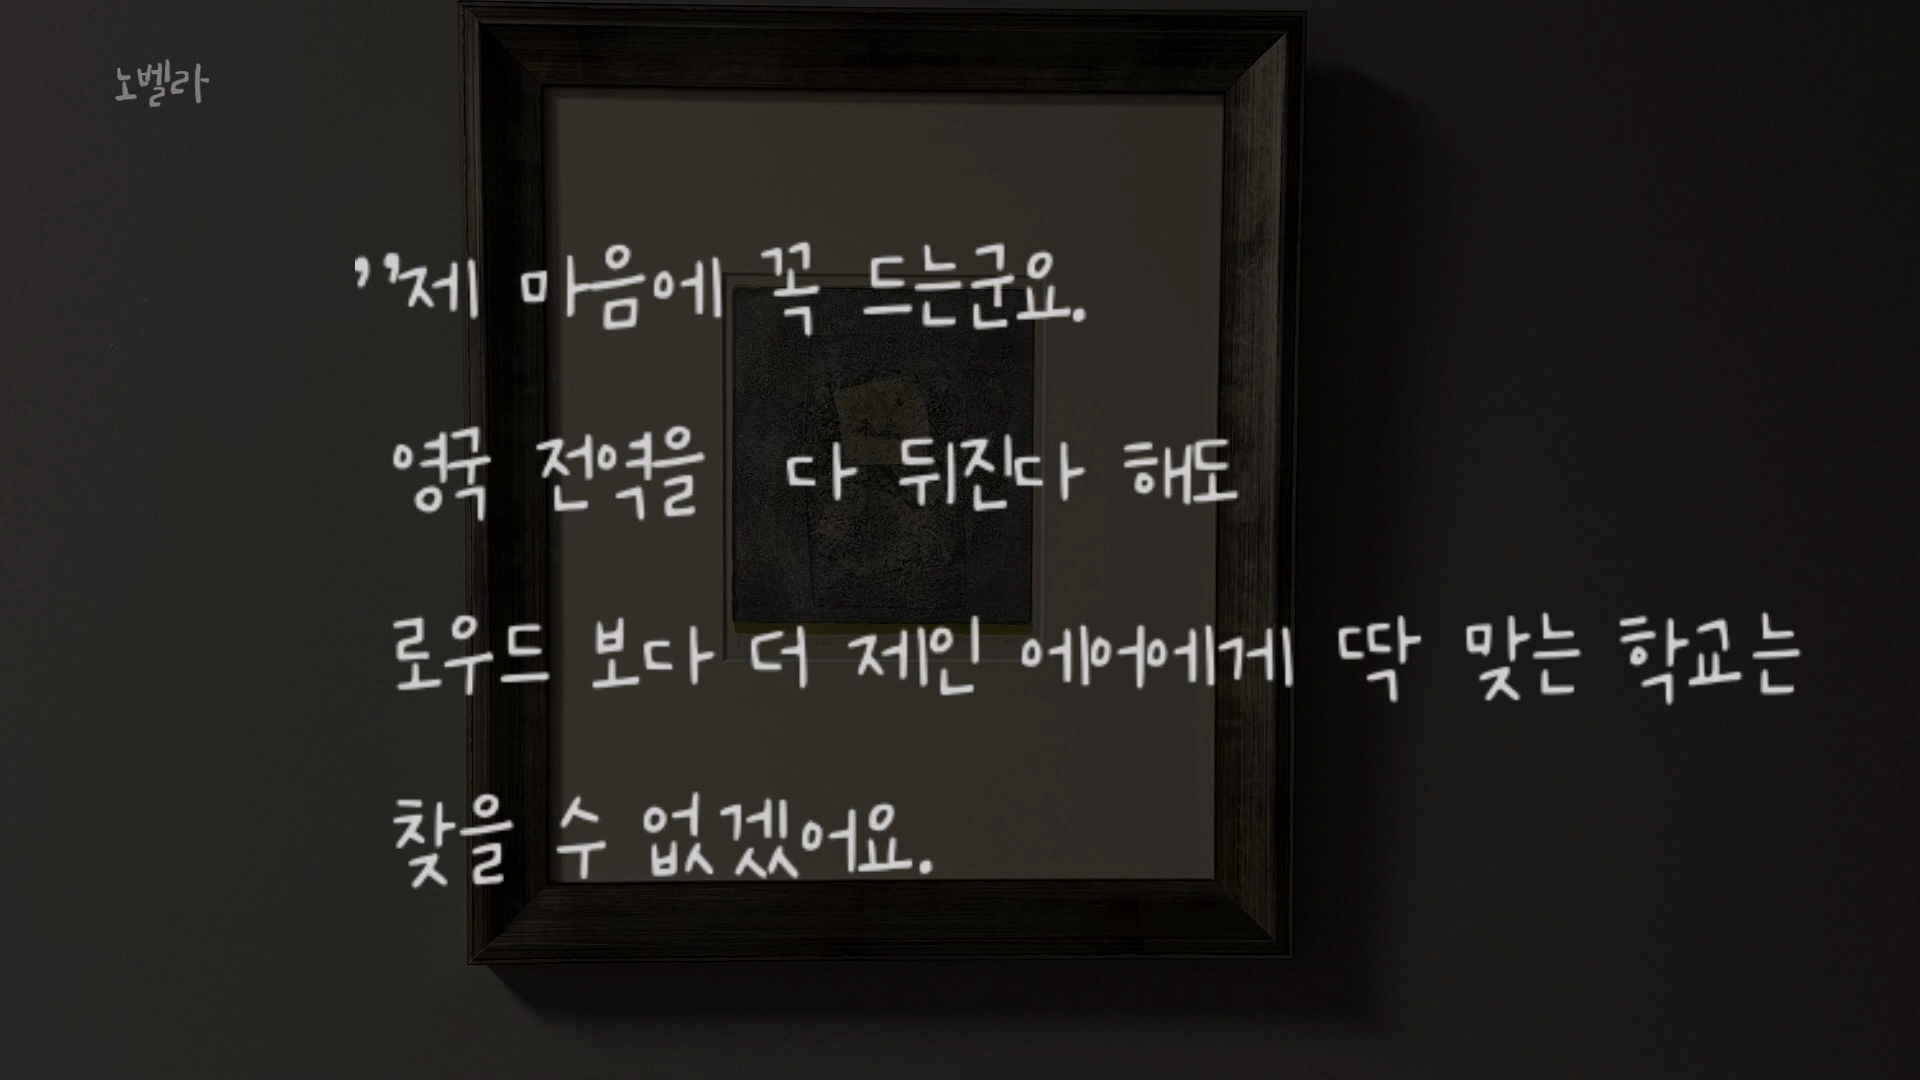 노벨라
”제 마음에 꼭 드는군요.
영국 전역을 다 뒤진다 해도
로우드 보다 더 제인 에어에게 딱 맞는 학교는
찾을 수 없겠어요.